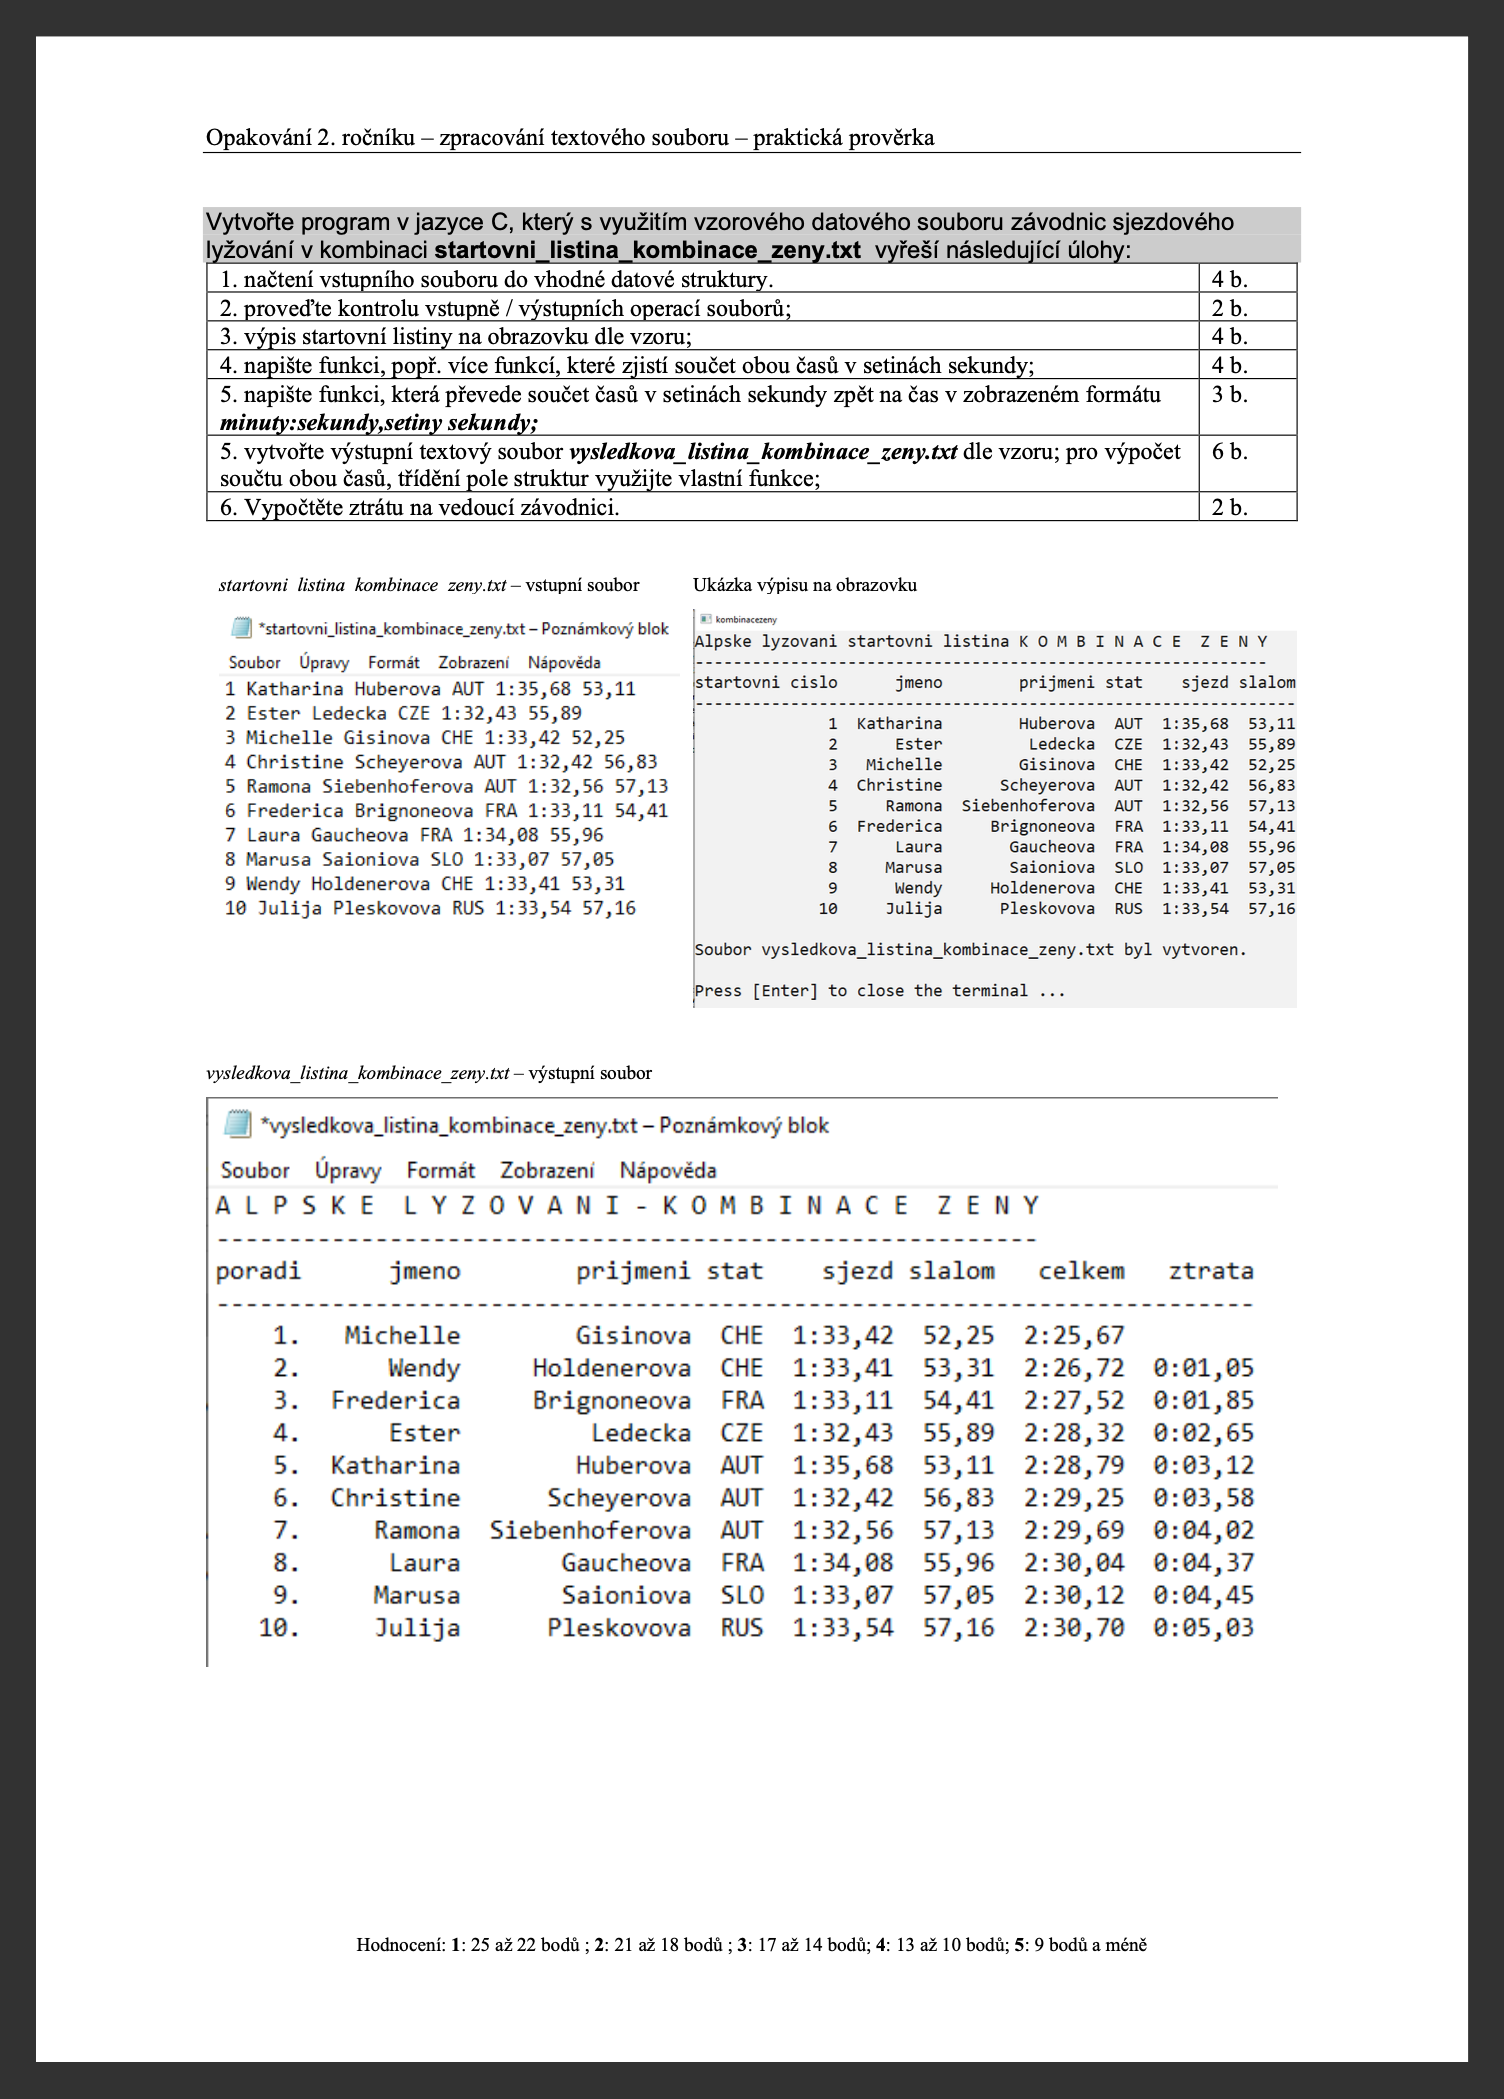 Opakování 2. ročníku – zpracování textového souboru – praktická prověrka
Vytvořte program v jazyce C, který s využitím vzorového datového souboru závodnic sjezdového
lyžování v kombinaci startovni_listina_kombinace_zeny.txt vyřeší následující úlohy:
1. načtení vstupního souboru do vhodné datové struktury. 4 b.
2. proveďte kontrolu vstupně / výstupních operací souborů; 2 b.
3. výpis startovní listiny na obrazovku dle vzoru; 4 b.
4. napište funkci, popř. více funkcí, které zjistí součet obou časů v setinách sekundy; 4 b.
5. napište funkci, která převede součet časů v setinách sekundy zpět na čas v zobrazeném formátu 3 b.
minuty:sekundy,setiny sekundy;
5. vytvořte výstupní textový soubor vysledkova_listina_kombinace_zeny.txt dle vzoru; pro výpočet 6 b.
součtu obou časů, třídění pole struktur využijte vlastní funkce;
6. Vypočtěte ztrátu na vedoucí závodnici. 2 b.
startovni listina kombinace zeny.txt – vstupní soubor
*startovni_listina_kombinace_zeny.txt – Poznámkový blok
Soubor Úpravy Formát Zobrazení Nápověda
1 Katharina Huberova AUT 1:35,68 53,11
2 Ester Ledecka CZE 1:32,43 55,89
3 Michelle Gisinova CHE 1:33,42 52,25
4 Christine Scheyerova AUT 1:32,42 56,83
5 Ramona Siebenhoferova AUT 1:32,56 57,13
6 Frederica Brignoneova FRA 1:33,11 54,41
7 Laura Gaucheova FRA 1:34,08 55,96
8 Marusa Saioniova SLO 1:33,07 57,05
9 Wendy Holdenerova CHE 1:33,41 53,31
10 Julija Pleskovova RUS 1:33,54 57,16
Ukázka výpisu na obrazovku
kombinacezeny
Alpske lyzovani startovni listina K O M B I N A C E  Z E N Y
------------------------------------------------------------
startovni cislo jmeno prijmeni stat sjezd slalom
---------------------------------------------------------------
1 Katharina Huberova AUT 1:35,68 53,11
2 Ester Ledecka CZE 1:32,43 55,89
3 Michelle Gisinova CHE 1:33,42 52,25
4 Christine Scheyerova AUT 1:32,42 56,83
5 Ramona Siebenhoferova AUT 1:32,56 57,13
6 Frederica Brignoneova FRA 1:33,11 54,41
7 Laura Gaucheova FRA 1:34,08 55,96
8 Marusa Saioniova SLO 1:33,07 57,05
9 Wendy Holdenerova CHE 1:33,41 53,31
10 Julija Pleskovova RUS 1:33,54 57,16
Soubor vysledkova_listina_kombinace_zeny.txt byl vytvoren.
Press [Enter] to close the terminal ...
vysledkova_listina_kombinace_zeny.txt – výstupní soubor
*vysledkova_listina_kombinace_zeny.txt – Poznámkový blok
Soubor Úpravy Formát Zobrazení Nápověda
A L P S K E  L Y Z O V A N I - K O M B I N A C E  Z E N Y
---------------------------------------------------------
poradi jmeno prijmeni stat sjezd slalom celkem ztrata
------------------------------------------------------------------------
1. Michelle Gisinova CHE 1:33,42 52,25 2:25,67
2. Wendy Holdenerova CHE 1:33,41 53,31 2:26,72 0:01,05
3. Frederica Brignoneova FRA 1:33,11 54,41 2:27,52 0:01,85
4. Ester Ledecka CZE 1:32,43 55,89 2:28,32 0:02,65
5. Katharina Huberova AUT 1:35,68 53,11 2:28,79 0:03,12
6. Christine Scheyerova AUT 1:32,42 56,83 2:29,25 0:03,58
7. Ramona Siebenhoferova AUT 1:32,56 57,13 2:29,69 0:04,02
8. Laura Gaucheova FRA 1:34,08 55,96 2:30,04 0:04,37
9. Marusa Saioniova SLO 1:33,07 57,05 2:30,12 0:04,45
10. Julija Pleskovova RUS 1:33,54 57,16 2:30,70 0:05,03
Hodnocení: 1: 25 až 22 bodů ; 2: 21 až 18 bodů ; 3: 17 až 14 bodů; 4: 13 až 10 bodů; 5: 9 bodů a méně